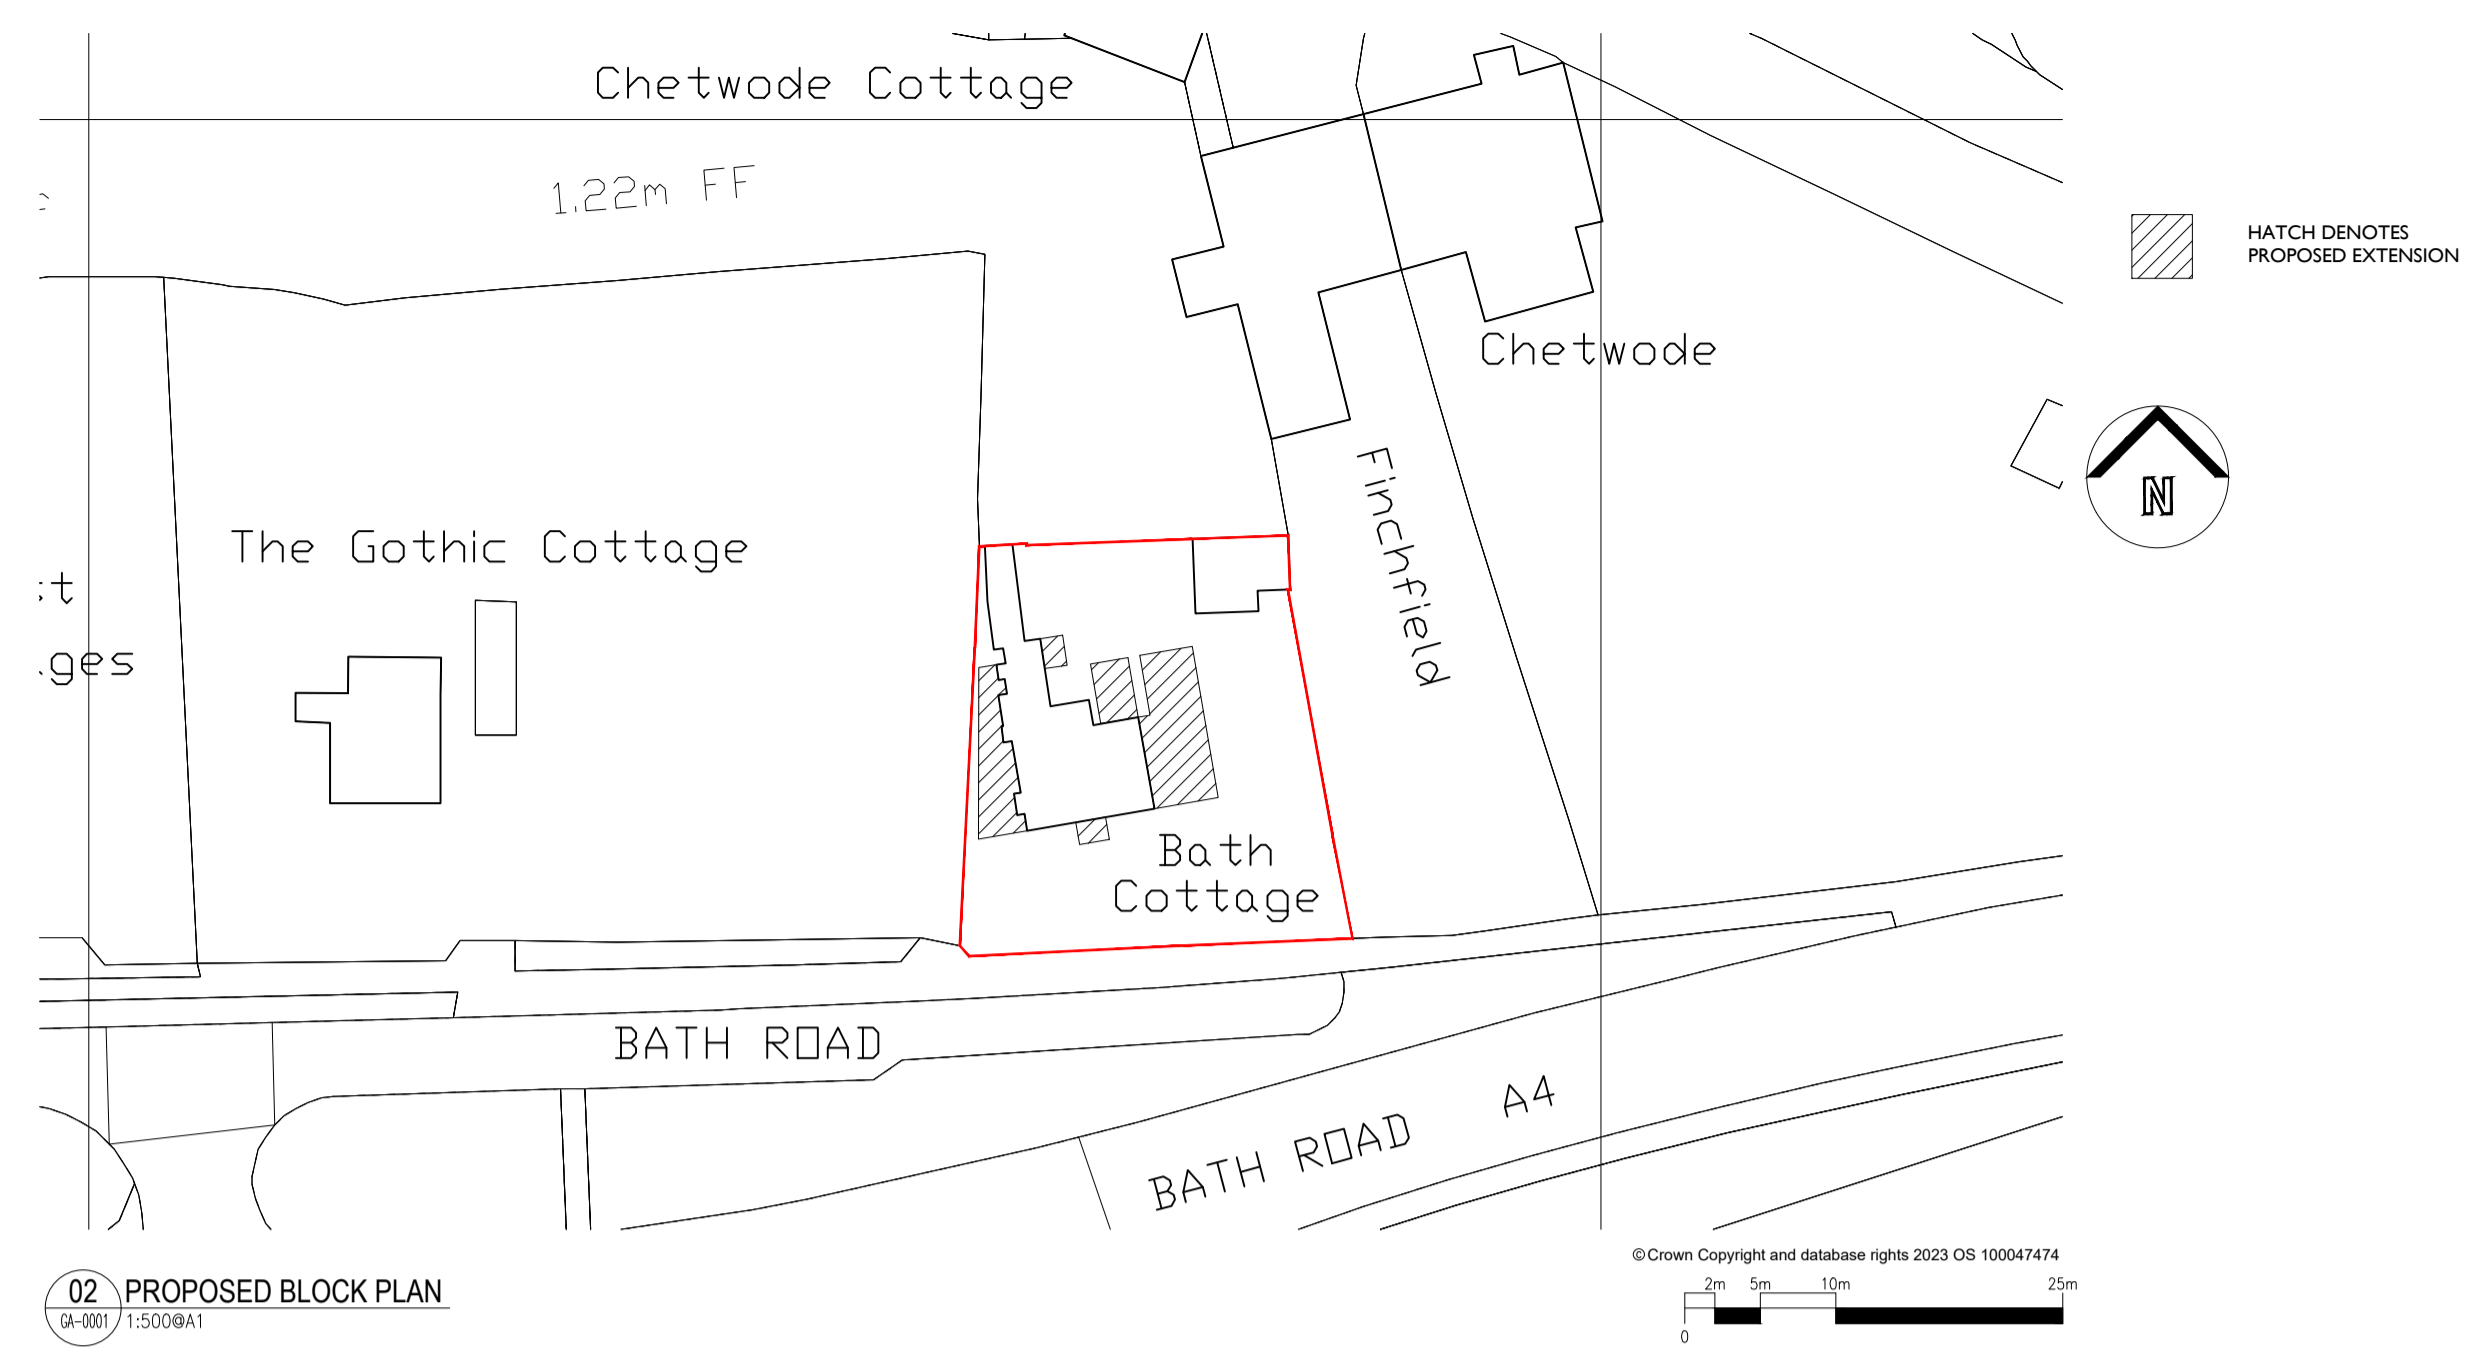 Chetwode Cottage
1.22m FF
HATCH DENOTES
PROPOSED EXTENSION
Chetwode
N
Finchfield
The Gothic Cottage
Bath
Cottage
BATH ROAD
BATH ROAD A4
©Crown Copyright and database rights 2023 OS 100047474
02 PROPOSED BLOCK PLAN
GA-0001 1:500@A1
2m 5m 10m 25m
0